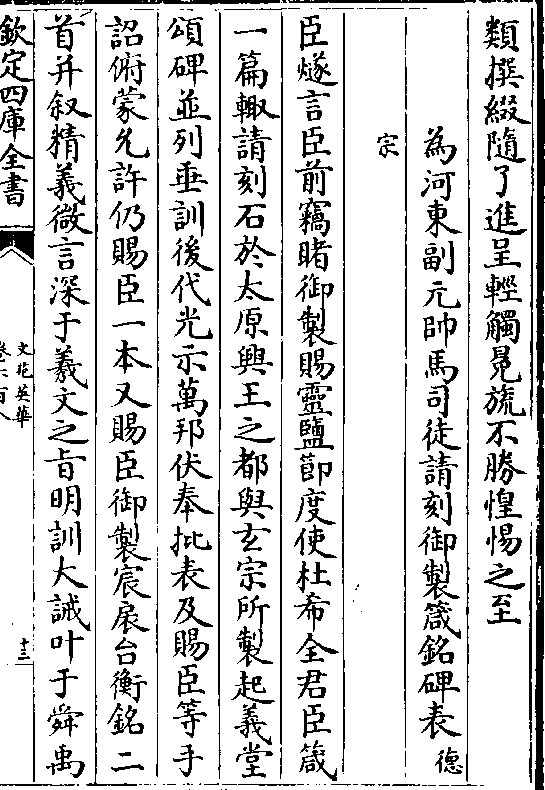 類撰綴隨了進呈輕觸冕旒不勝惶惕之至
為河東副元帥馬司徒請刻御製箴銘碑表德
宗
臣燧言臣前竊睹御製賜靈鹽節度使杜希全君臣箴
一篇輙請刻石於太原興王之都與玄宗所製起義堂
頌碑並列垂訓後代光示萬邦伏奉批表及賜臣等手
詔俯蒙允許仍賜臣一本又賜臣御製宸扆台衡銘二
首并叙精義微言深于羲文之旨明訓大誡叶于舜禹
欽定四庫全書
文苑英華
卷六百八
十三